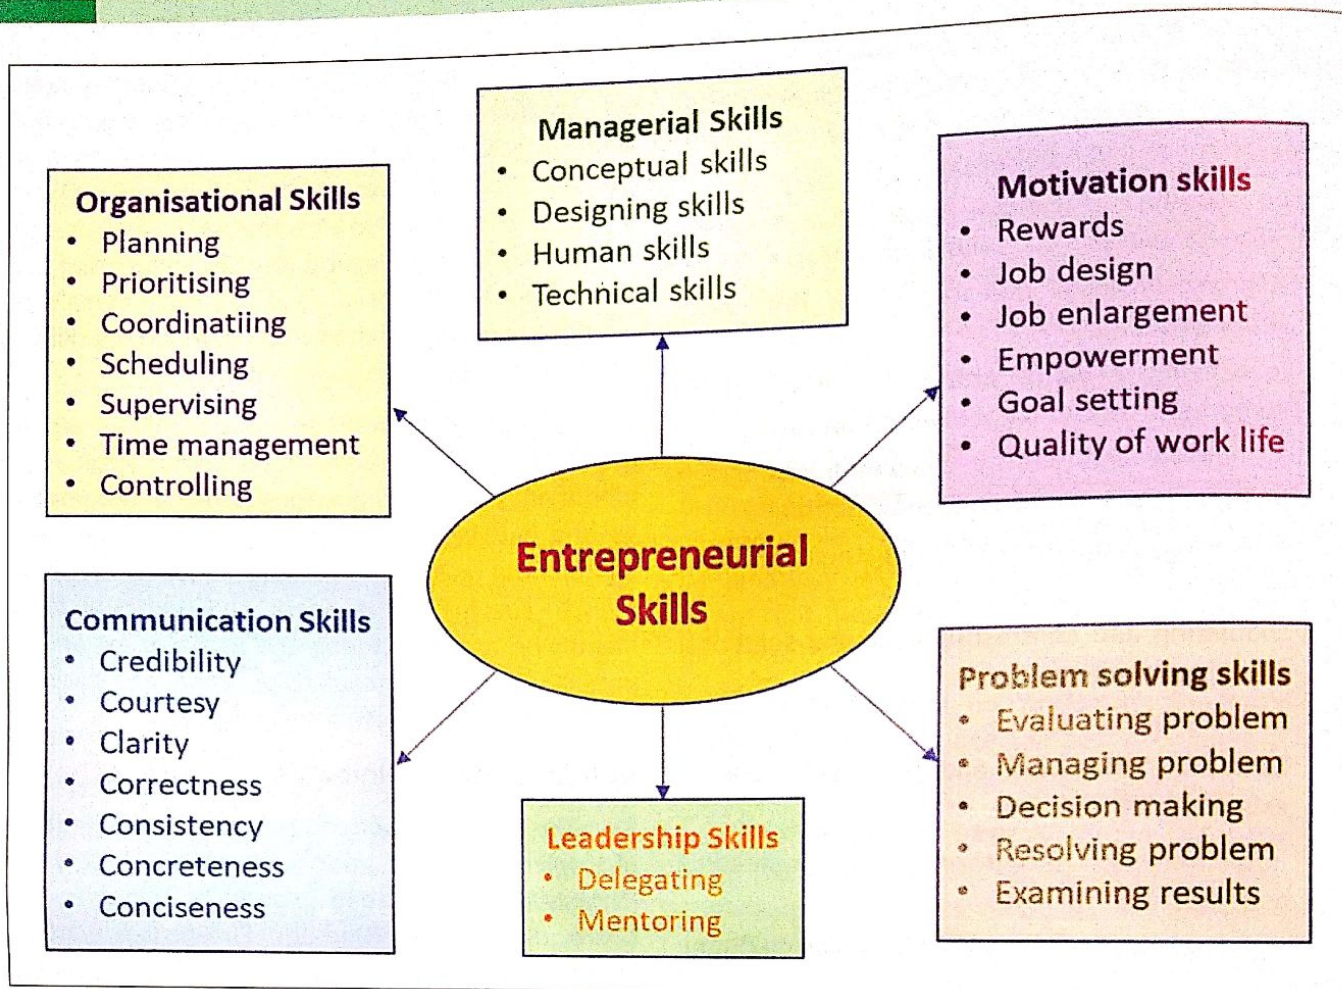 Managerial Skills
• Conceptual skills
• Designing skills
• Human skills
• Technical skills
Organisational Skills
• Planning
• Prioritising
• Coordinatiing
• Scheduling
• Supervising
• Time management
• Controlling
Motivation skills
• Rewards
• Job design
• Job enlargement
• Empowerment
• Goal setting
• Quality of work life
Entrepreneurial
Skills
Communication Skills
• Credibility
• Courtesy
• Clarity
• Correctness
• Consistency
• Concreteness
• Conciseness
Leadership Skills
• Delegating
• Mentoring
Problem solving skills
• Evaluating problem
• Managing problem
• Decision making
• Resolving problem
• Examining results